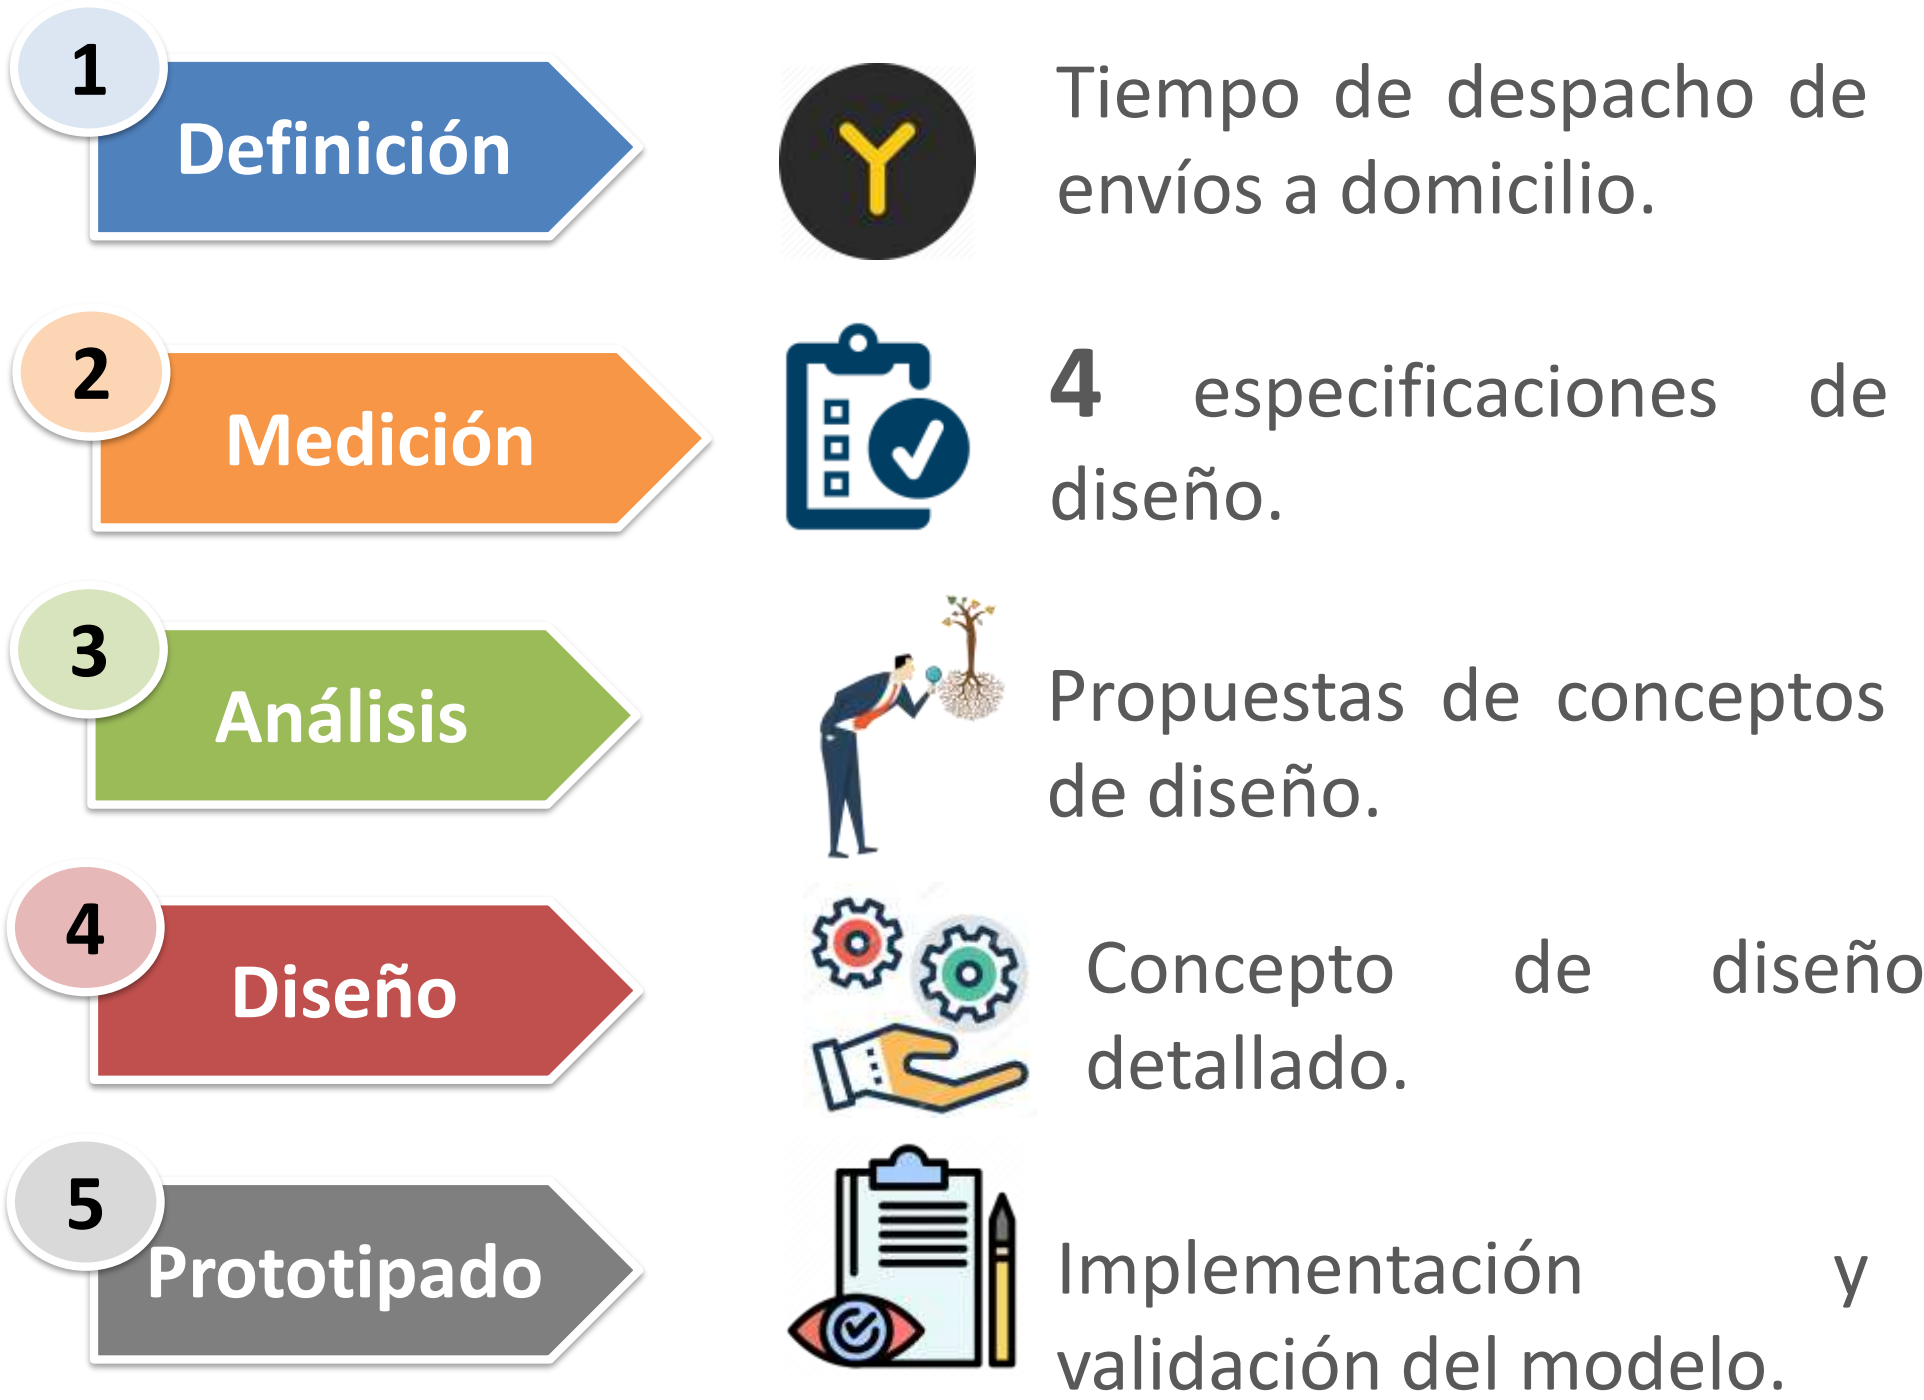 1
Definición
Y
Tiempo de despacho de
envíos a domicilio.
2
Medición
4 especificaciones de
diseño.
3
Análisis
Propuestas de conceptos
de diseño.
4
Diseño
Concepto de diseño
detallado.
5
Prototipado
Implementación y
validación del modelo.